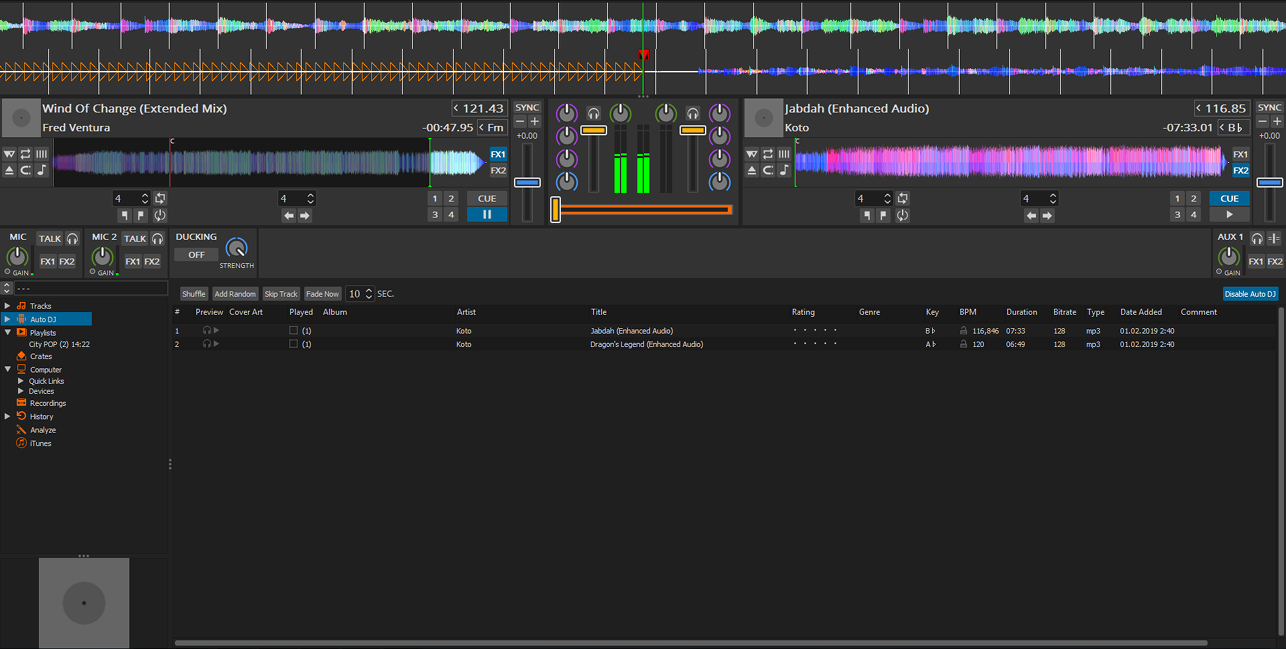 Wind Of Change (Extended Mix) < 121.43 SYNC Jabdah (Enhanced Audio) < 116.85 SYNC
Fred Ventura -00:47.95 < Fm +0.00 Koto -07:33.01 < B♭ +0.00
C FX1 C FX1
FX2 FX2
4 4 1 2 CUE 4 4 1 2 CUE
3 4 3 4
MIC TALK MIC 2 TALK DUCKING AUX 1
FX1 FX2 FX1 FX2 OFF FX1 FX2
GAIN GAIN STRENGTH GAIN
---
Shuffle Add Random Skip Track Fade Now 10 SEC. Disable Auto DJ
Tracks
Auto DJ
Playlists
City POP (2) 14:22
Crates
Computer
Quick Links
Devices
Recordings
History
Analyze
iTunes
# Preview Cover Art Played Album Artist Title Rating Genre Key BPM Duration Bitrate Type Date Added Comment
1 (1) Koto Jabdah (Enhanced Audio) B♭ 116,846 07:33 128 mp3 01.02.2019 2:40
2 (1) Koto Dragon's Legend (Enhanced Audio) A♭ 120 06:49 128 mp3 01.02.2019 2:40